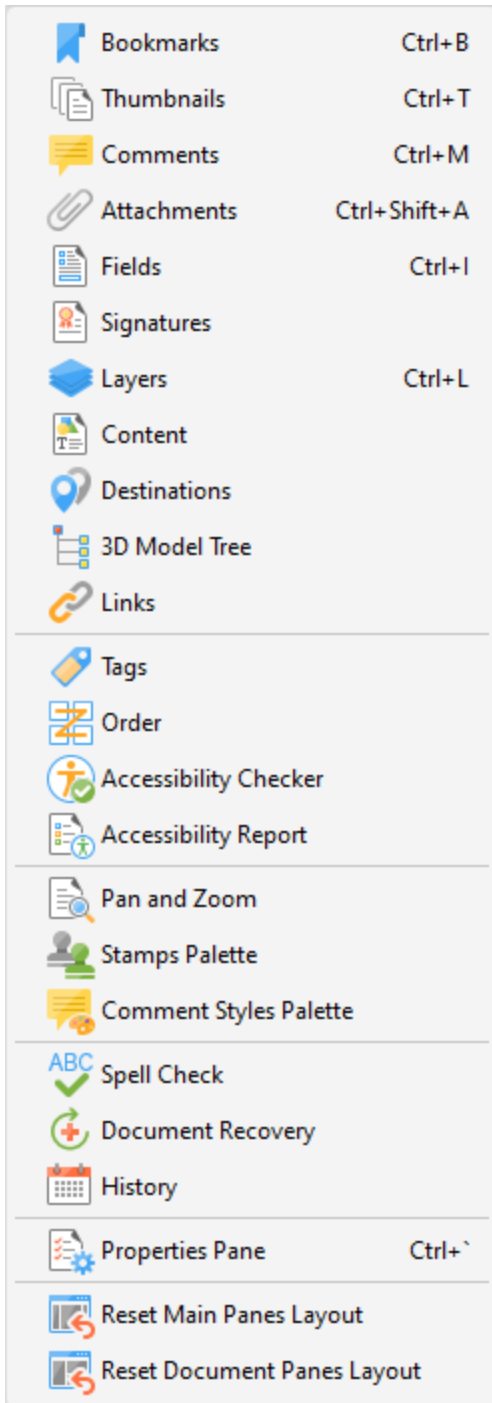 Bookmarks Ctrl+B
Thumbnails Ctrl+T
Comments Ctrl+M
Attachments Ctrl+Shift+A
Fields Ctrl+I
Signatures
Layers Ctrl+L
Content
Destinations
3D Model Tree
Links
Tags
Order
Accessibility Checker
Accessibility Report
Pan and Zoom
Stamps Palette
Comment Styles Palette
ABC Spell Check
Document Recovery
History
Properties Pane Ctrl+`
Reset Main Panes Layout
Reset Document Panes Layout